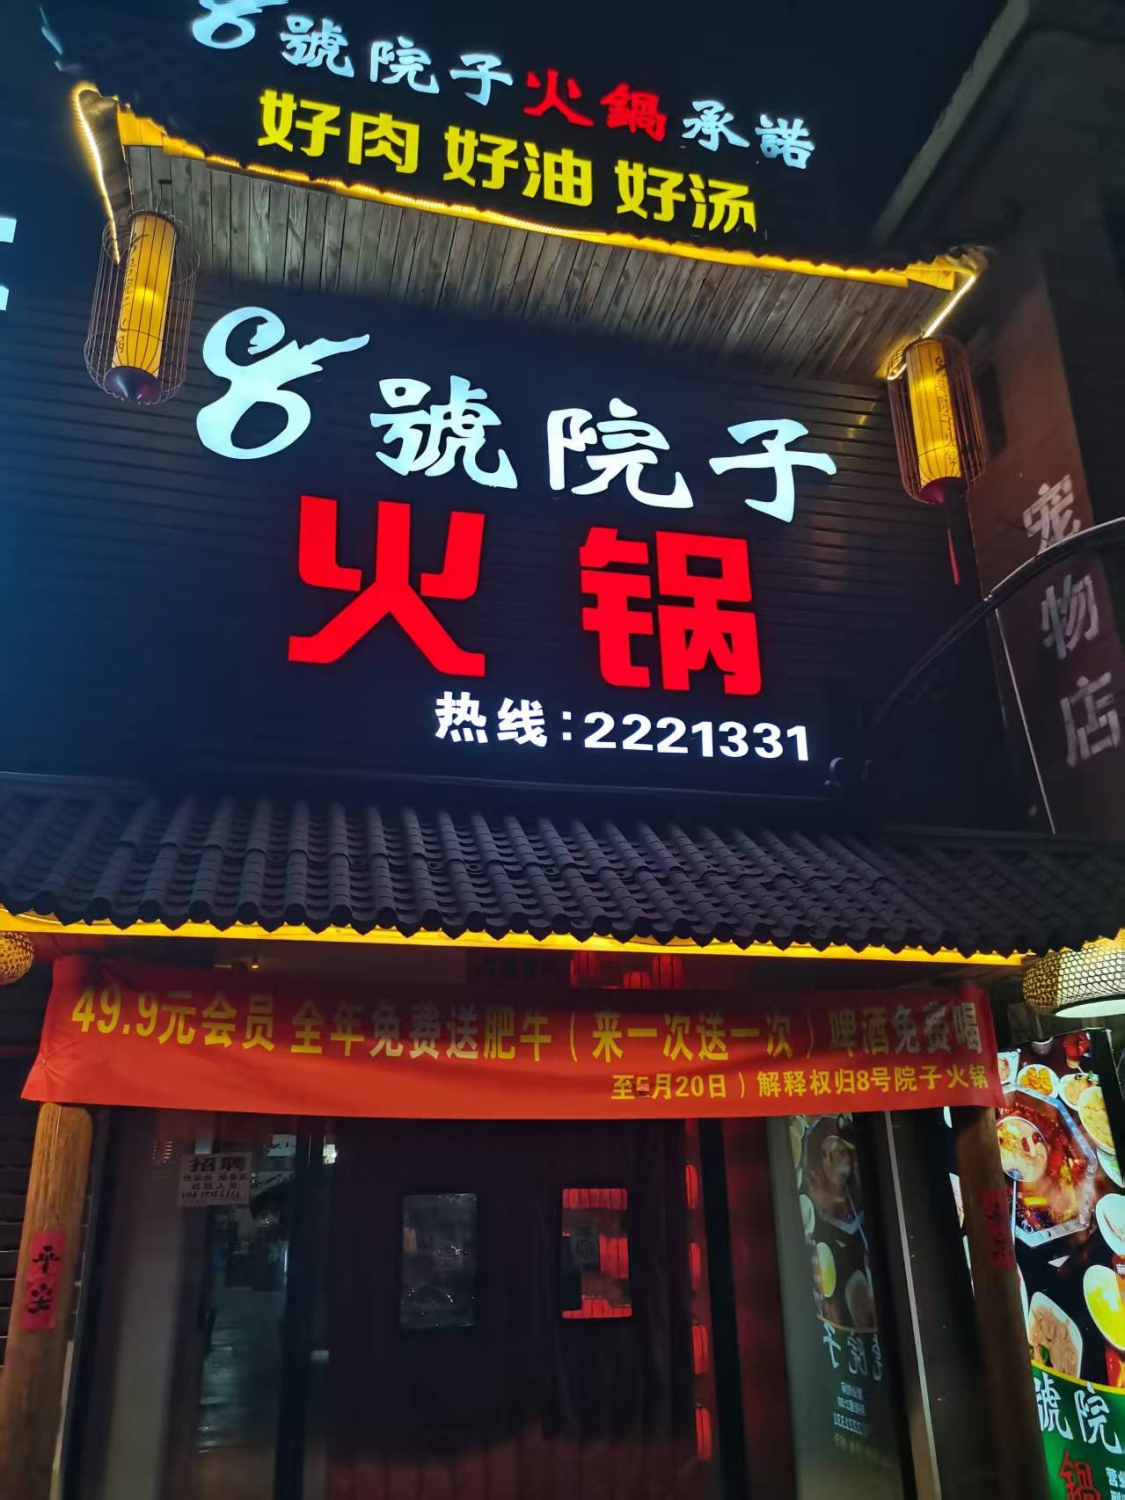 8號院子火鍋承諾
好肉 好油 好汤
8號院子
火锅
热线:2221331
宠物店
49.9元会员 全年免费送肥牛(来一次送一次)啤酒免费喝
月20日)解释权归8号院子火锅
招聘
平安
號院
鍋
营业